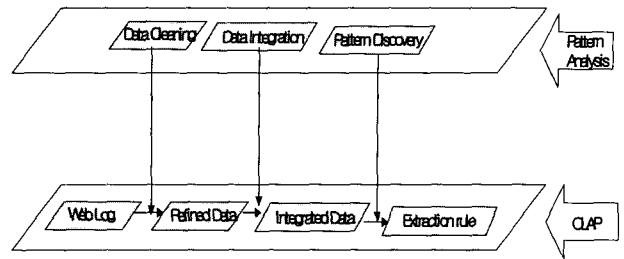 Data Cleaning
Data Integration
Pattern Discovery
Pattern
Analysis
Web Log
Refined Data
Integrated Data
Extraction rule
OLAP